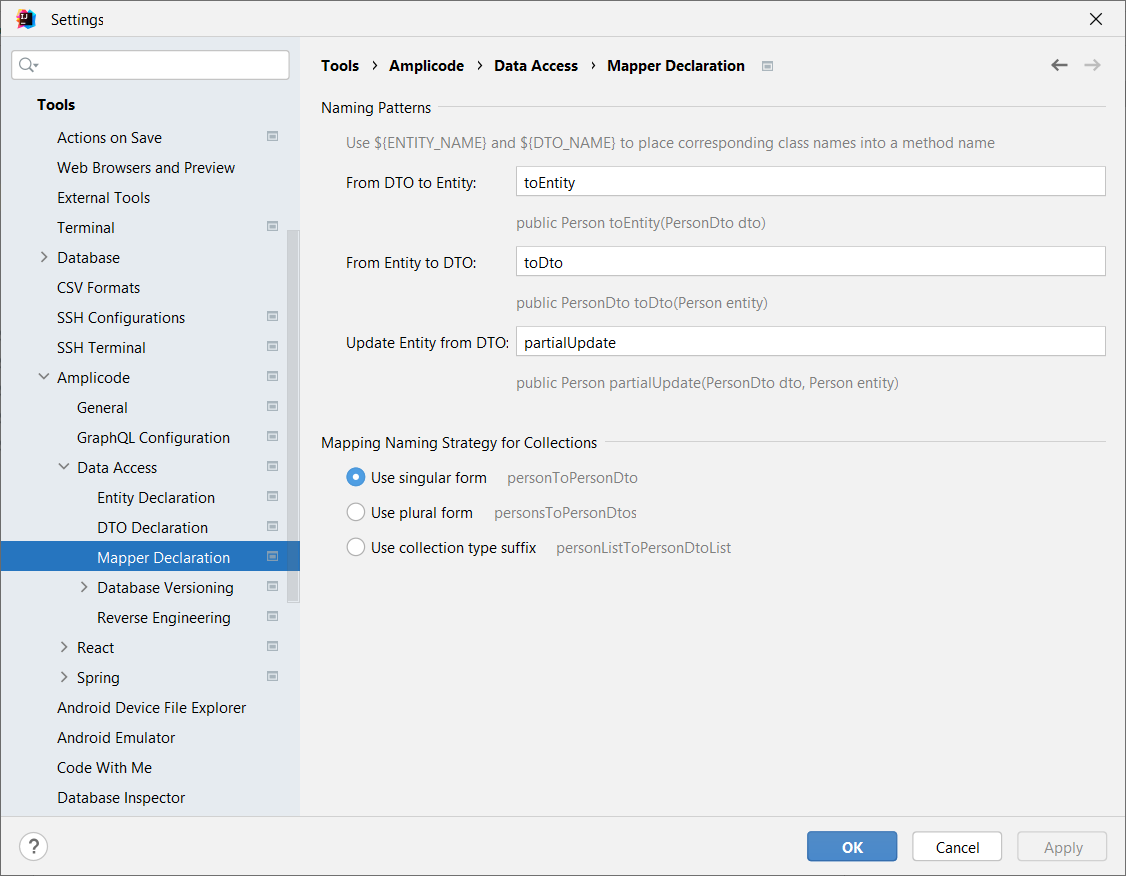 Settings
Tools
Actions on Save
Web Browsers and Preview
External Tools
Terminal
Database
CSV Formats
SSH Configurations
SSH Terminal
Amplicode
General
GraphQL Configuration
Data Access
Entity Declaration
DTO Declaration
Mapper Declaration
Database Versioning
Reverse Engineering
React
Spring
Android Device File Explorer
Android Emulator
Code With Me
Database Inspector
Tools › Amplicode › Data Access › Mapper Declaration
Naming Patterns
Use ${ENTITY_NAME} and ${DTO_NAME} to place corresponding class names into a method name
From DTO to Entity: toEntity
public Person toEntity(PersonDto dto)
From Entity to DTO: toDto
public PersonDto toDto(Person entity)
Update Entity from DTO: partialUpdate
public Person partialUpdate(PersonDto dto, Person entity)
Mapping Naming Strategy for Collections
Use singular form personToPersonDto
Use plural form personsToPersonDtos
Use collection type suffix personListToPersonDtoList
? OK Cancel Apply